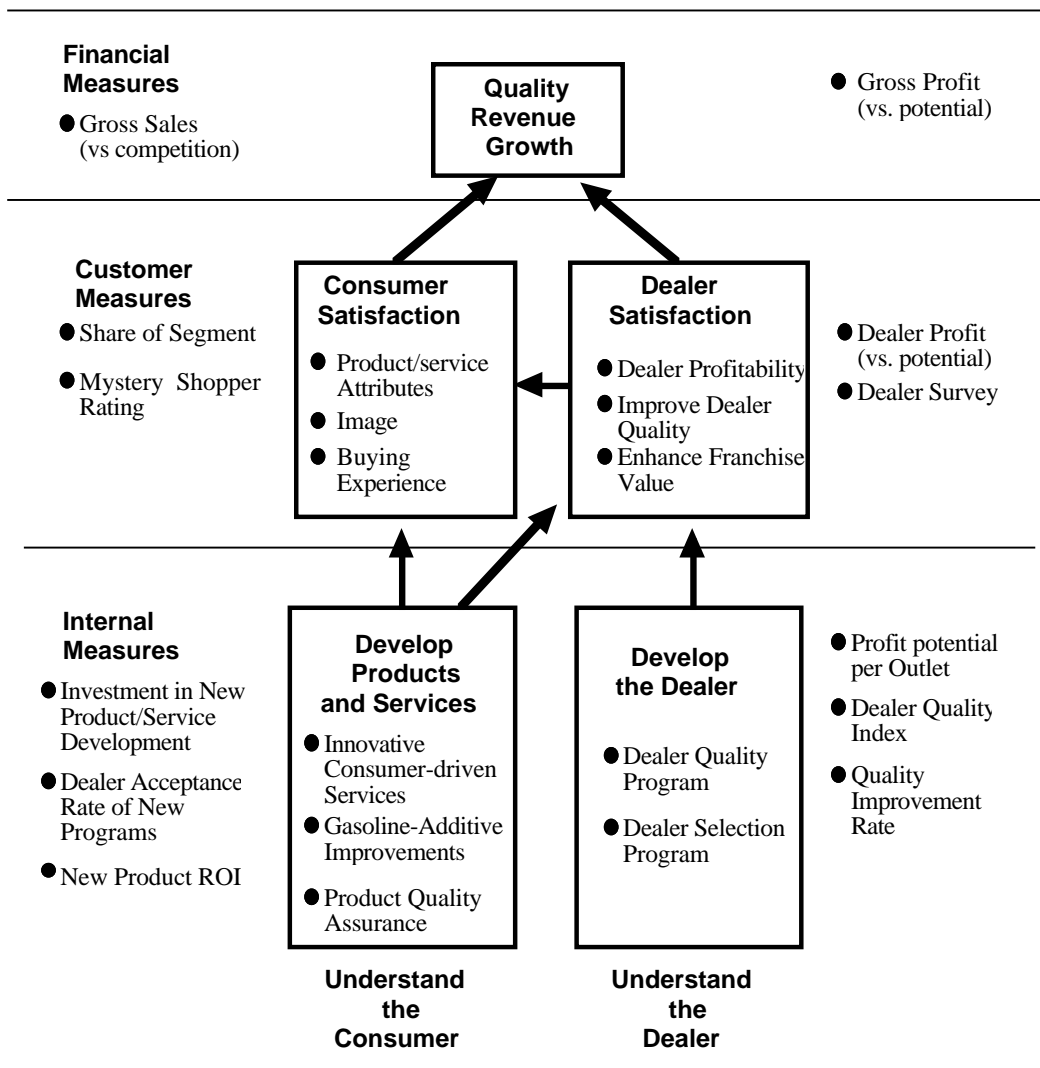 Financial
Measures
● Gross Sales
(vs competition)
Quality
Revenue
Growth
● Gross Profit
(vs. potential)
Customer
Measures
● Share of Segment
● Mystery Shopper
Rating
Consumer
Satisfaction
● Product/service
Attributes
● Image
● Buying
Experience
Dealer
Satisfaction
● Dealer Profitability
● Improve Dealer
Quality
● Enhance Franchise
Value
● Dealer Profit
(vs. potential)
● Dealer Survey
Internal
Measures
● Investment in New
Product/Service
Development
● Dealer Acceptance
Rate of New
Programs
● New Product ROI
Develop
Products
and Services
● Innovative
Consumer-driven
Services
● Gasoline-Additive
Improvements
● Product Quality
Assurance
Develop
the Dealer
● Dealer Quality
Program
● Dealer Selection
Program
● Profit potential
per Outlet
● Dealer Quality
Index
● Quality
Improvement
Rate
Understand
the
Consumer
Understand
the
Dealer